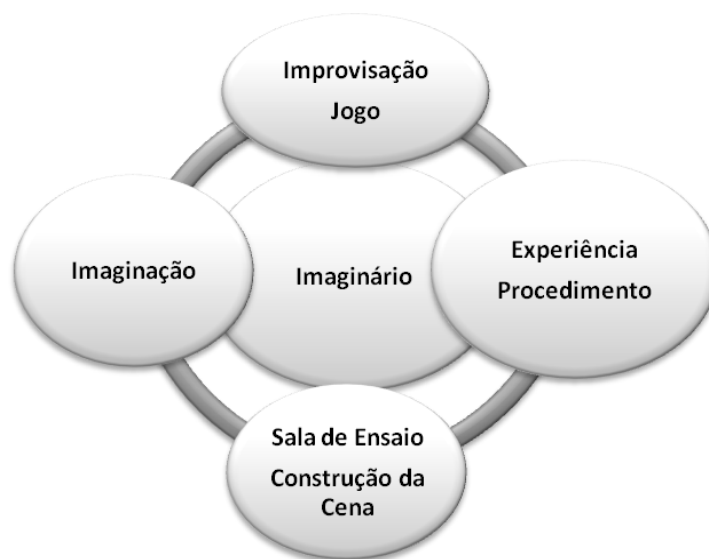 Improvisação
Jogo
Imaginação
Imaginário
Experiência
Procedimento
Sala de Ensaio
Construção da
Cena